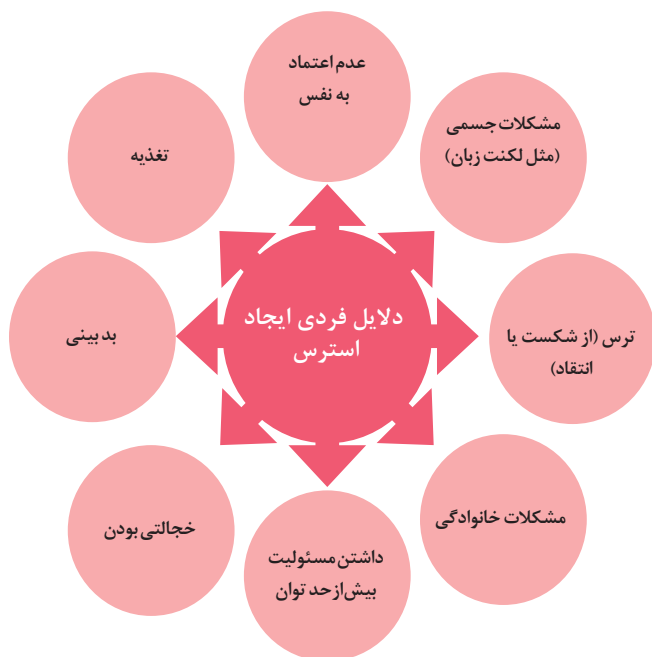 دلایل فردی ایجاد
استرس
عدم اعتماد
به نفس
مشکلات جسمی
(مثل لکنت زبان)
ترس (از شکست یا
انتقاد)
مشکلات خانوادگی
داشتن مسئولیت
بیش از حد توان
خجالتی بودن
بدبینی
تغذیه